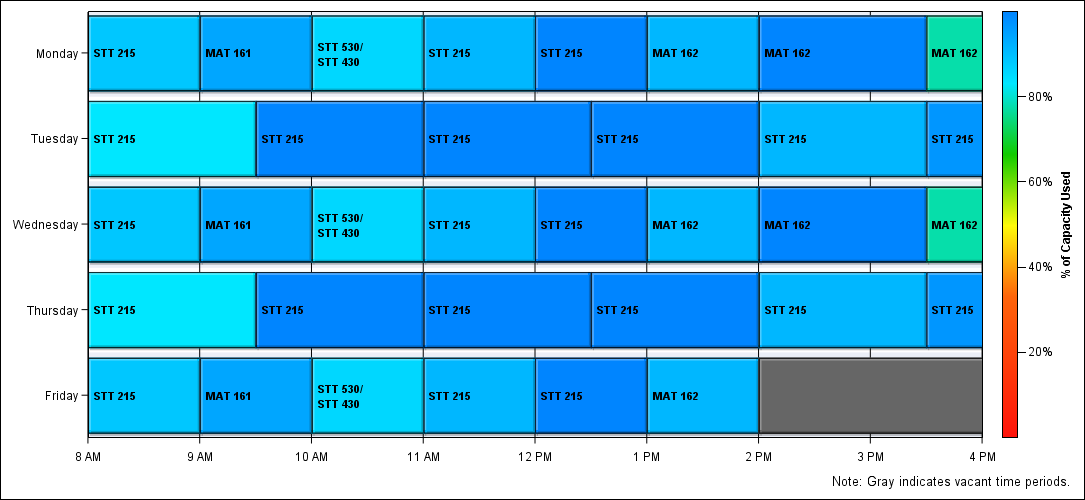 Monday
STT 215
MAT 161
STT 530/
STT 430
STT 215
STT 215
MAT 162
MAT 162
MAT 162
Tuesday
STT 215
STT 215
STT 215
STT 215
STT 215
STT 215
Wednesday
STT 215
MAT 161
STT 530/
STT 430
STT 215
STT 215
MAT 162
MAT 162
MAT 162
Thursday
STT 215
STT 215
STT 215
STT 215
STT 215
STT 215
Friday
STT 215
MAT 161
STT 530/
STT 430
STT 215
STT 215
MAT 162
8 AM
9 AM
10 AM
11 AM
12 PM
1 PM
2 PM
3 PM
4 PM
80%
60%
40%
20%
% of Capacity Used
Note: Gray indicates vacant time periods.